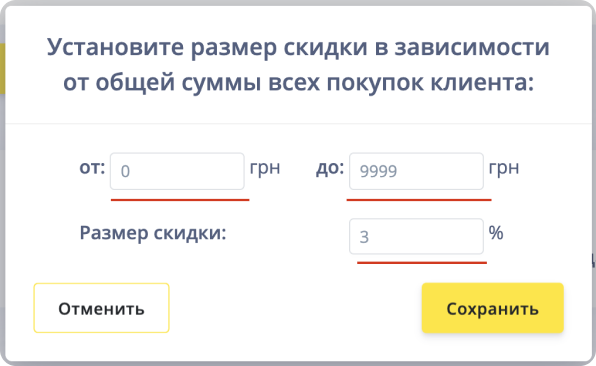 Установите размер скидки в зависимости
от общей суммы всех покупок клиента:
от: 0 грн до: 9999 грн
Размер скидки: 3 %
Отменить Сохранить